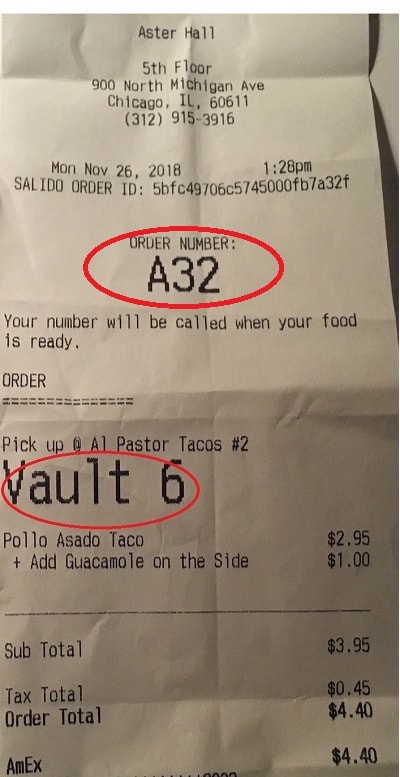 Aster Hall
5th Floor
900 North Michigan Ave
Chicago, IL, 60611
(312) 915-3916
Mon Nov 26, 2018 1:28pm
SALIDO ORDER ID: 5bfc49706c5745000fb7a32f
ORDER NUMBER:
A32
Your number will be called when your food
is ready.
ORDER
Pick up @ Al Pastor Tacos #2
Vault 6
Pollo Asado Taco $2.95
+ Add Guacamole on the Side $1.00
Sub Total $3.95
Tax Total $0.45
Order Total $4.40
AmEx $4.40